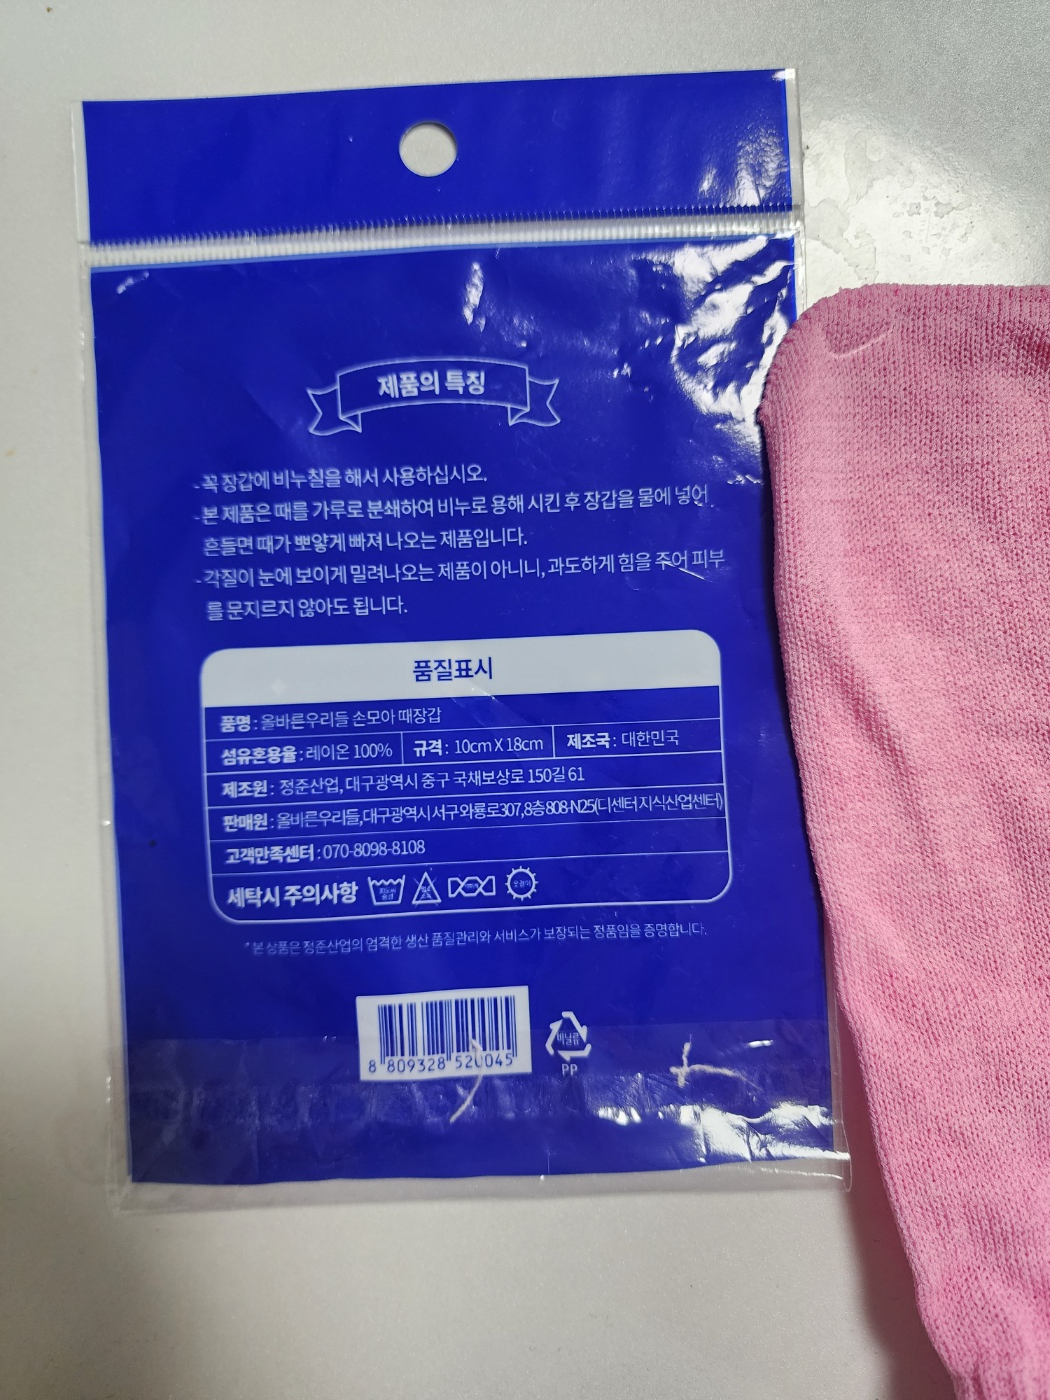 제품의 특징
-꼭 장갑에 비누칠을 해서 사용하십시오.
-본 제품은 때를 가루로 분쇄하여 비누로 용해 시킨 후 장갑을 물에 넣어
흔들면 때가 뽀얗게 빠져 나오는 제품입니다.
-각질이 눈에 보이게 밀려나오는 제품이 아니니, 과도하게 힘을 주어 피부
를 문지르지 않아도 됩니다.
품질표시
품명 : 올바른우리들 손모아 때장갑
섬유혼용율 : 레이온 100% 규격 : 10cm X 18cm 제조국 : 대한민국
제조원 : 정준산업, 대구광역시 중구 국채보상로 150길 61
판매원 : 올바른우리들,대구광역시 서구 와룡로307,8층 808-N25(디센터 지식산업센터)
고객만족센터 : 070-8098-8108
세탁시 주의사항
*본 상품은 정준산업의 엄격한 생산 품질관리와 서비스가 보장되는 정품임을 증명합니다.
8 809328 520045
비닐류
PP